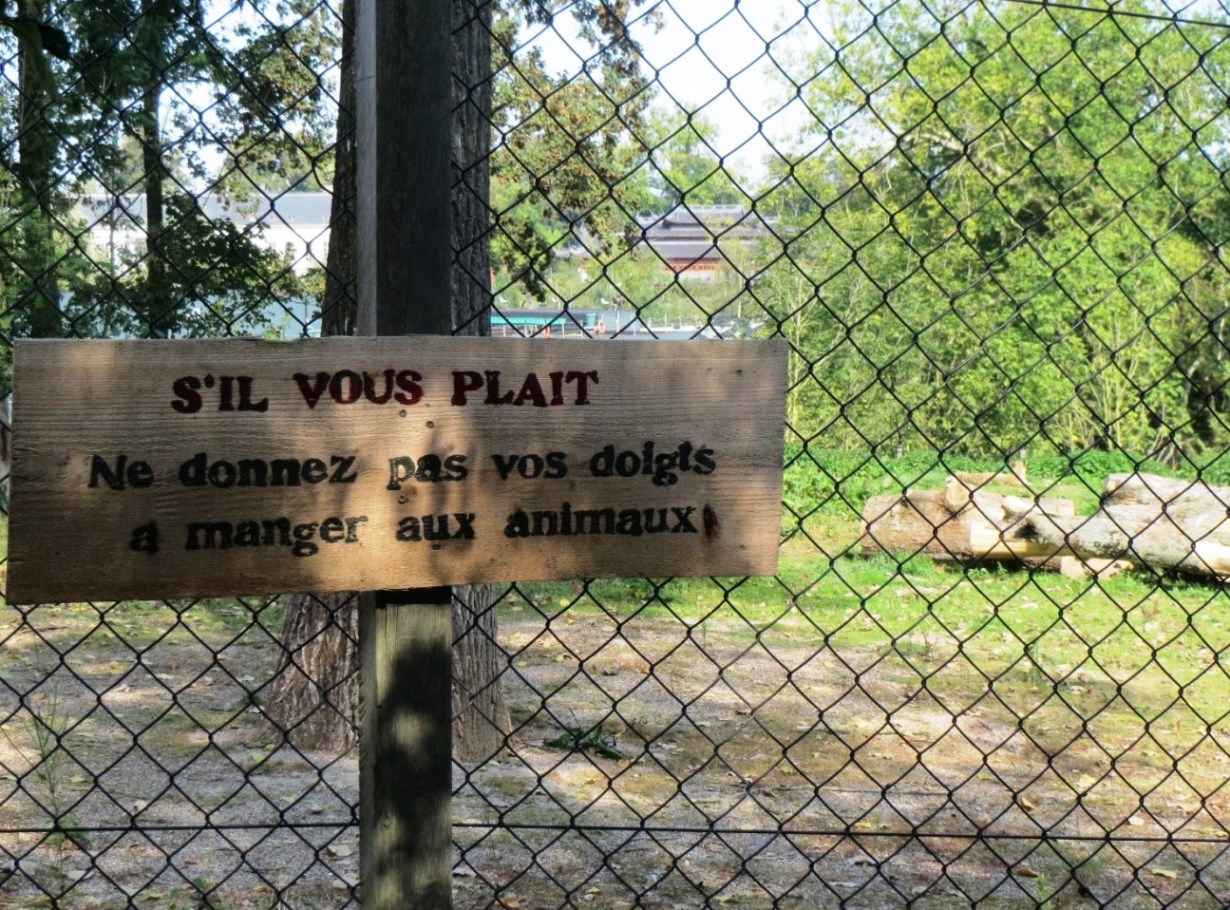 S'IL VOUS PLAIT
Ne donnez pas vos doigts
a manger aux animaux!